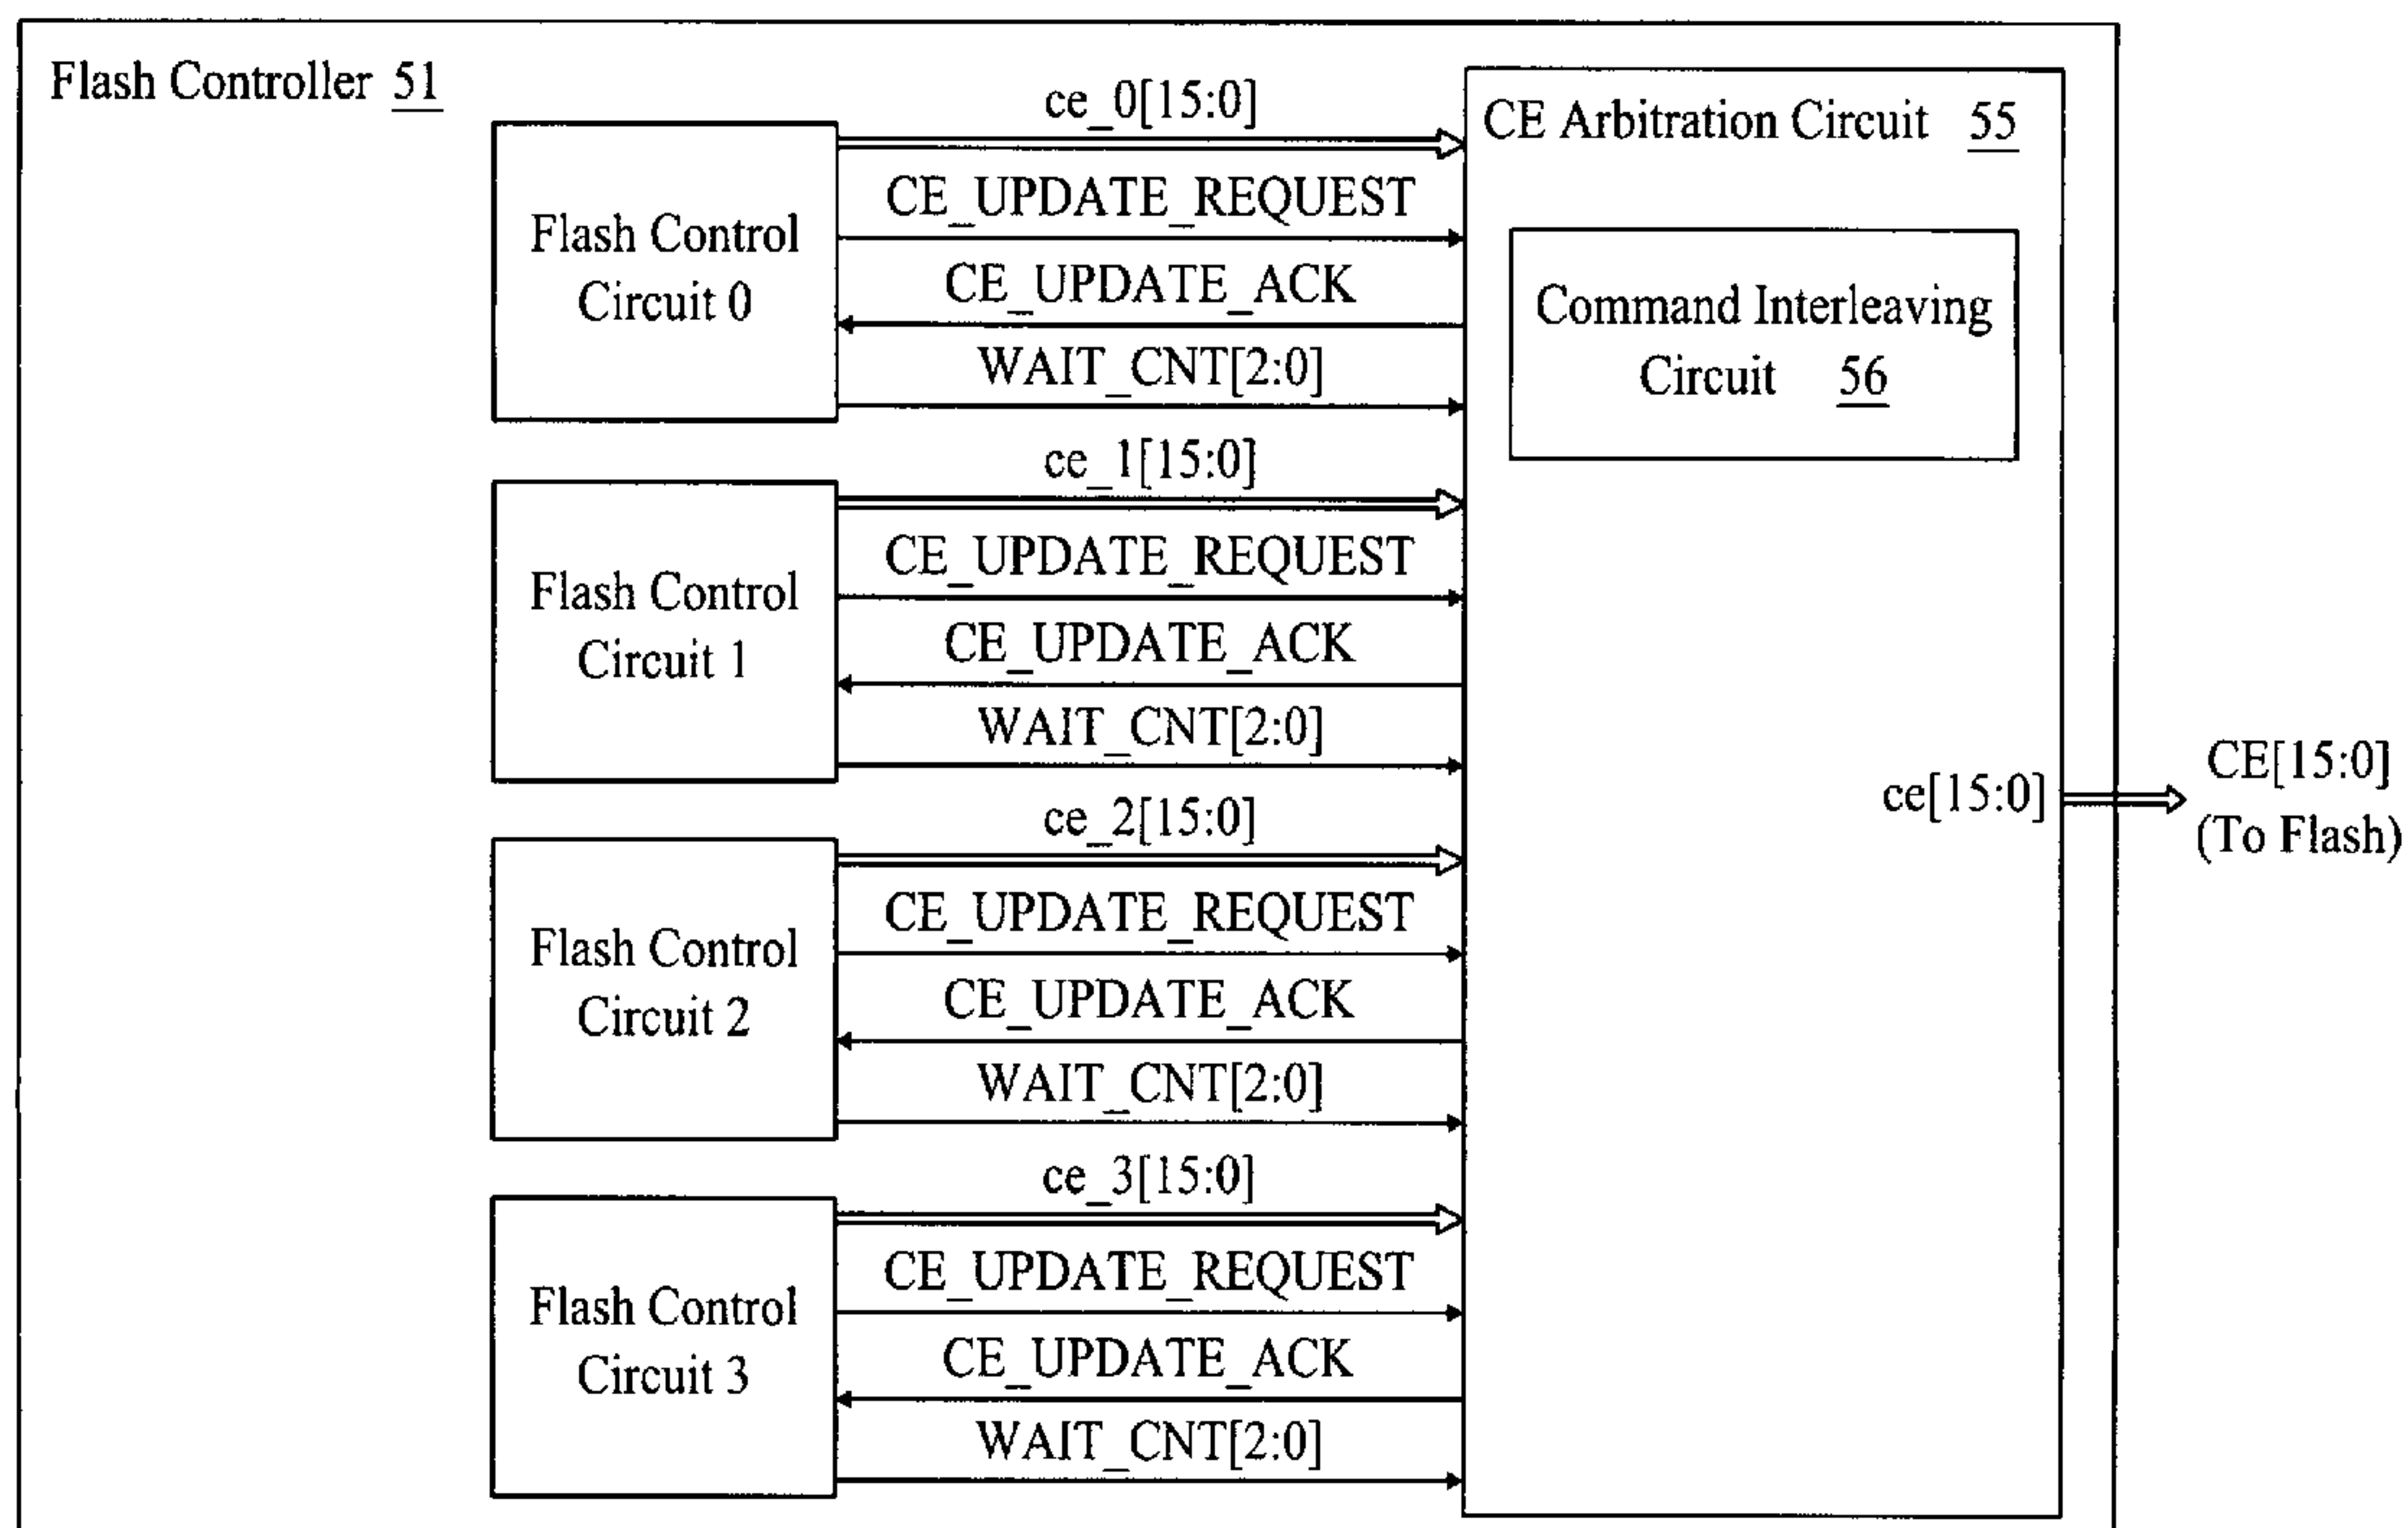 Flash Controller 51
Flash Control
Circuit 0
ce_0[15:0]
CE_UPDATE_REQUEST
CE_UPDATE_ACK
WAIT_CNT[2:0]
Flash Control
Circuit 1
ce_1[15:0]
CE_UPDATE_REQUEST
CE_UPDATE_ACK
WAIT_CNT[2:0]
Flash Control
Circuit 2
ce_2[15:0]
CE_UPDATE_REQUEST
CE_UPDATE_ACK
WAIT_CNT[2:0]
Flash Control
Circuit 3
ce_3[15:0]
CE_UPDATE_REQUEST
CE_UPDATE_ACK
WAIT_CNT[2:0]
CE Arbitration Circuit 55
Command Interleaving
Circuit 56
ce[15:0]
CE[15:0]
(To Flash)